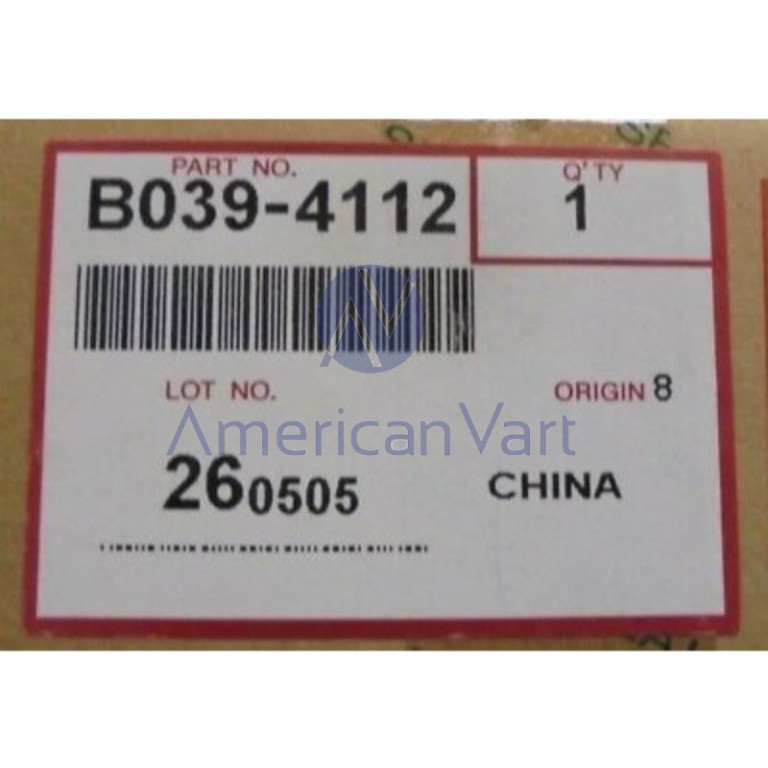 PART NO.
B039-4112
Q'TY
1
LOT NO.
ORIGIN 8
American Vart
260505
CHINA